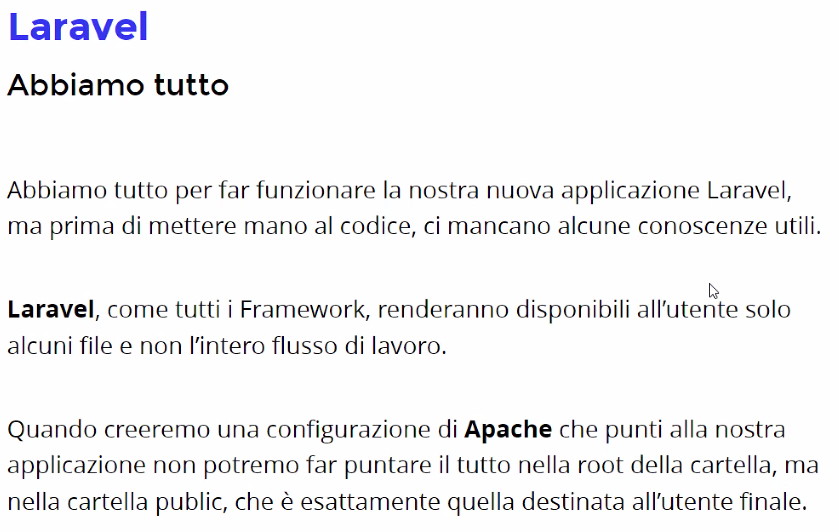 Laravel
Abbiamo tutto
Abbiamo tutto per far funzionare la nostra nuova applicazione Laravel,
ma prima di mettere mano al codice, ci mancano alcune conoscenze utili.
Laravel, come tutti i Framework, renderanno disponibili all’utente solo
alcuni file e non l’intero flusso di lavoro.
Quando creeremo una configurazione di Apache che punti alla nostra
applicazione non potremo far puntare il tutto nella root della cartella, ma
nella cartella public, che è esattamente quella destinata all’utente finale.